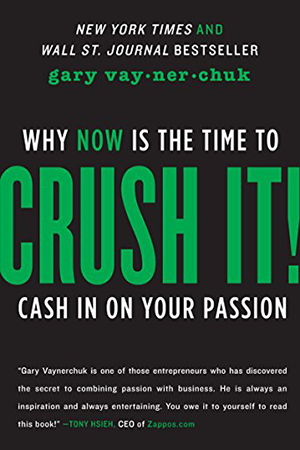 NEW YORK TIMES AND
WALL ST. JOURNAL BESTSELLER
gary vay•ner•chuk
WHY NOW IS THE TIME TO
CRUSH IT!
CASH IN ON YOUR PASSION
"Gary Vaynerchuk is one of those entrepreneurs who has discovered
the secret to combining passion with business. He is always an
inspiration and always entertaining. You owe it to yourself to read
this book!" —TONY HSIEH, CEO of Zappos.com